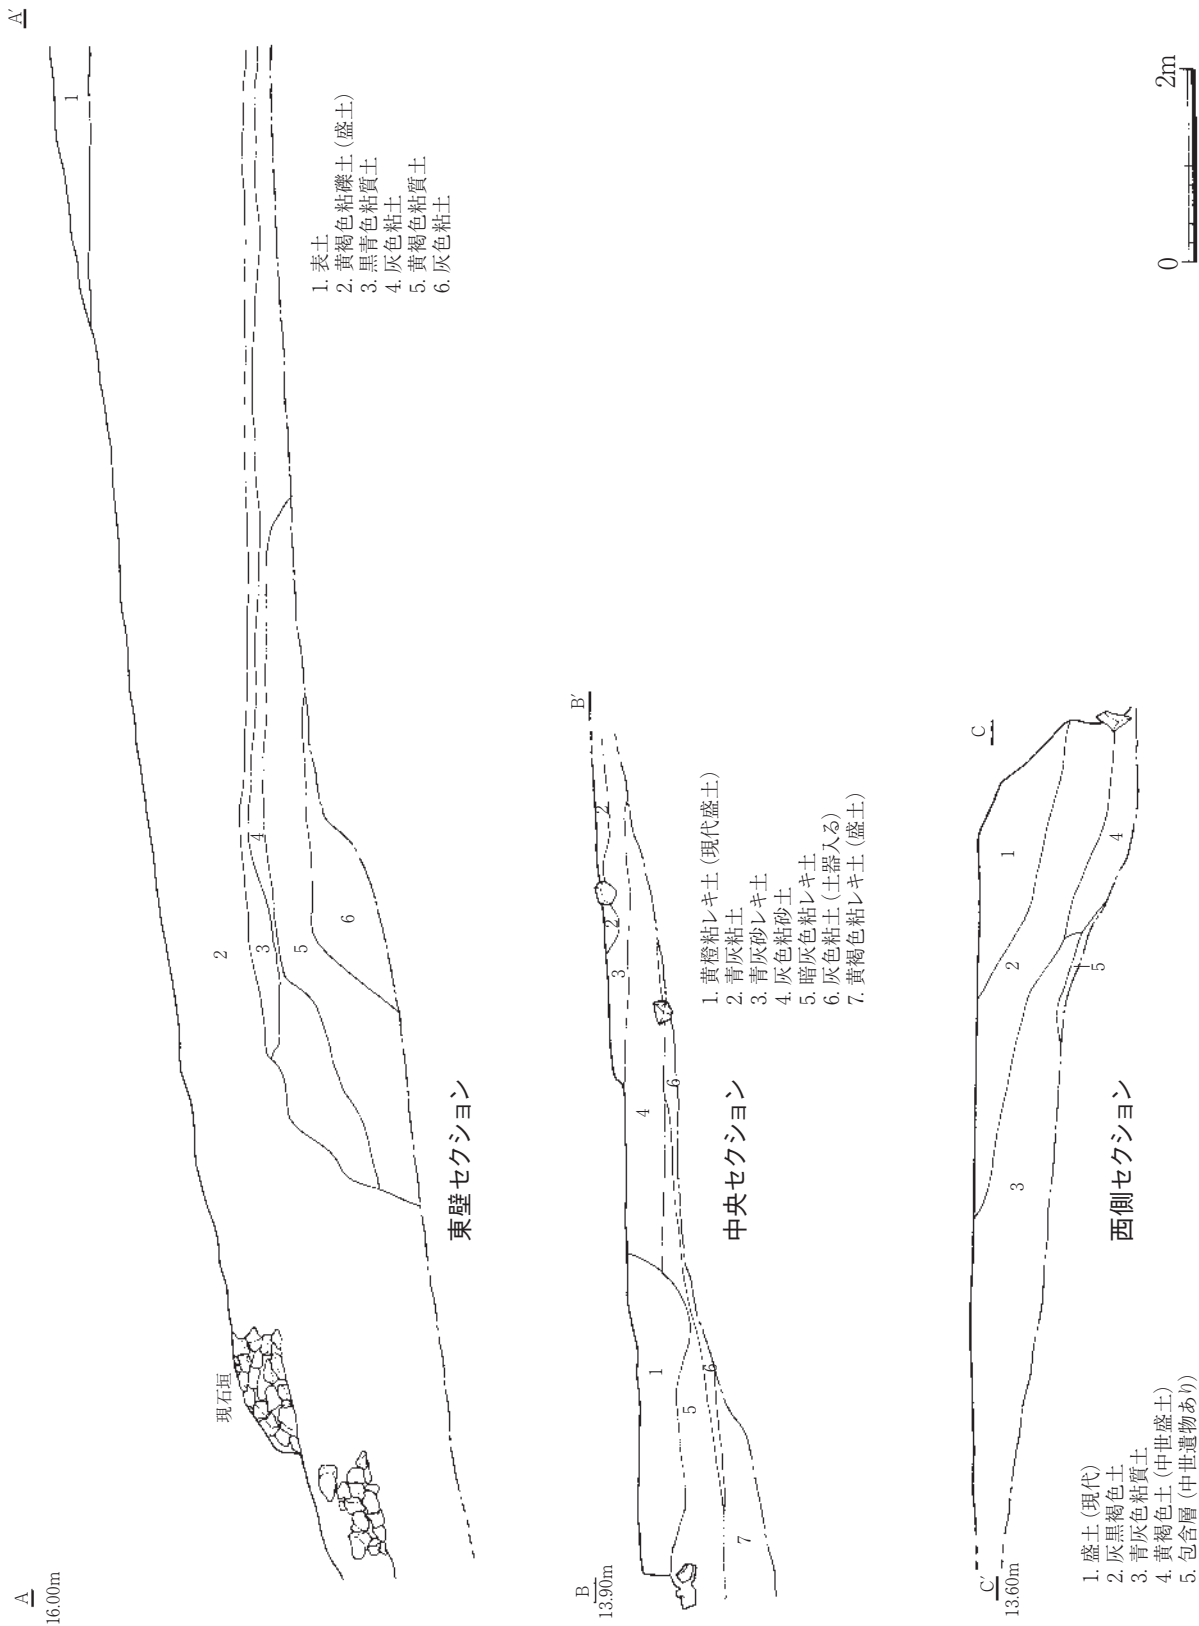 A
16.00m
A′
現石垣
1
2
3
4
5
6
1. 表土
2. 黄褐色粘礫土 (盛土)
3. 黒青色粘質土
4. 灰色粘土
5. 黄褐色粘質土
6. 灰色粘土
東壁セクション
B
13.90m
B′
1
2
2
3
4
5
6
6
7
1. 黄橙粘レキ土 (現代盛土)
2. 青灰粘土
3. 青灰砂レキ土
4. 灰色粘砂土
5. 暗灰色粘レキ土
6. 灰色粘土 (土器入る)
7. 黄褐色粘レキ土 (盛土)
中央セクション
C′
13.60m
C
1
2
3
4
5
西側セクション
1. 盛土 (現代)
2. 灰黒褐色土
3. 青灰色粘質土
4. 黄褐色土 (中世盛土)
5. 包含層 (中世遺物あり)
0
2m